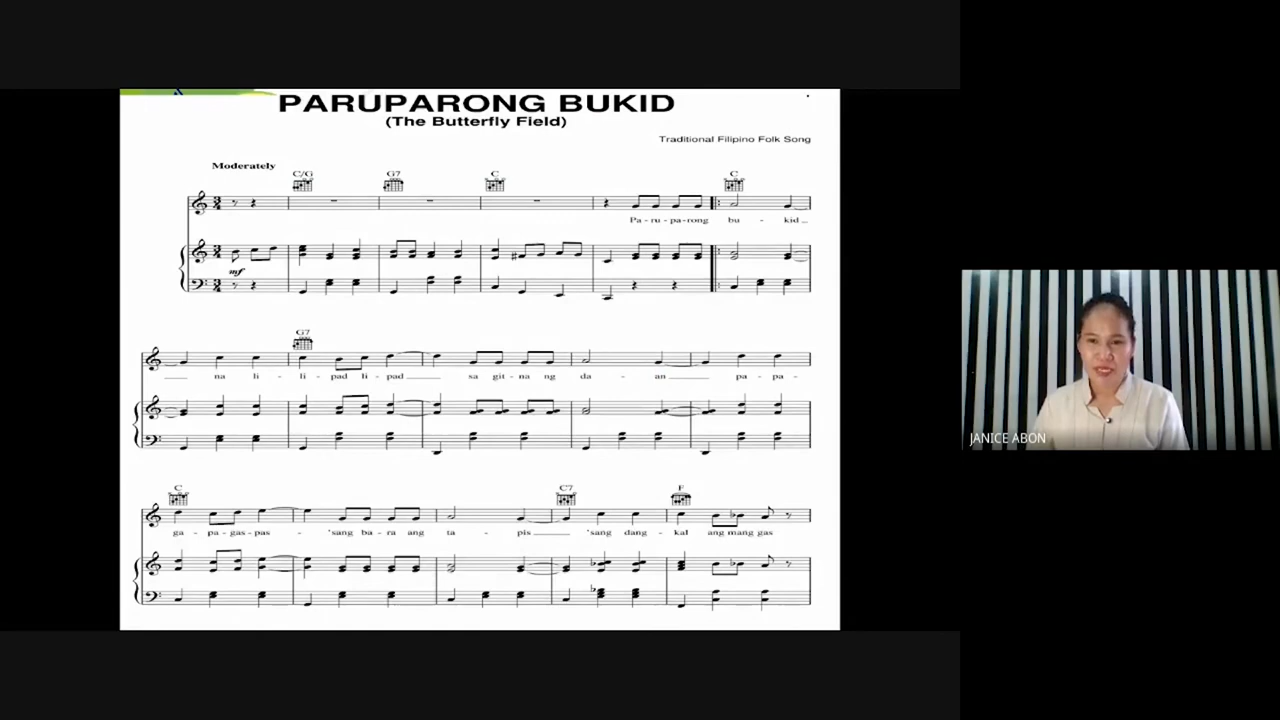 PARUPARONG BUKID
(The Butterfly Field)
Traditional Filipino Folk Song
Moderately
C/G G7 C C
Pa - ru - pa - rong bu - kid
mf
G7
na li - li - pad li - pad sa git - na ng da - an pa - pa -
C C7 F
ga - pa - gas - pas 'sang ba - ra ang ta - pis 'sang dang - kal ang mang gas
JANICE ABON